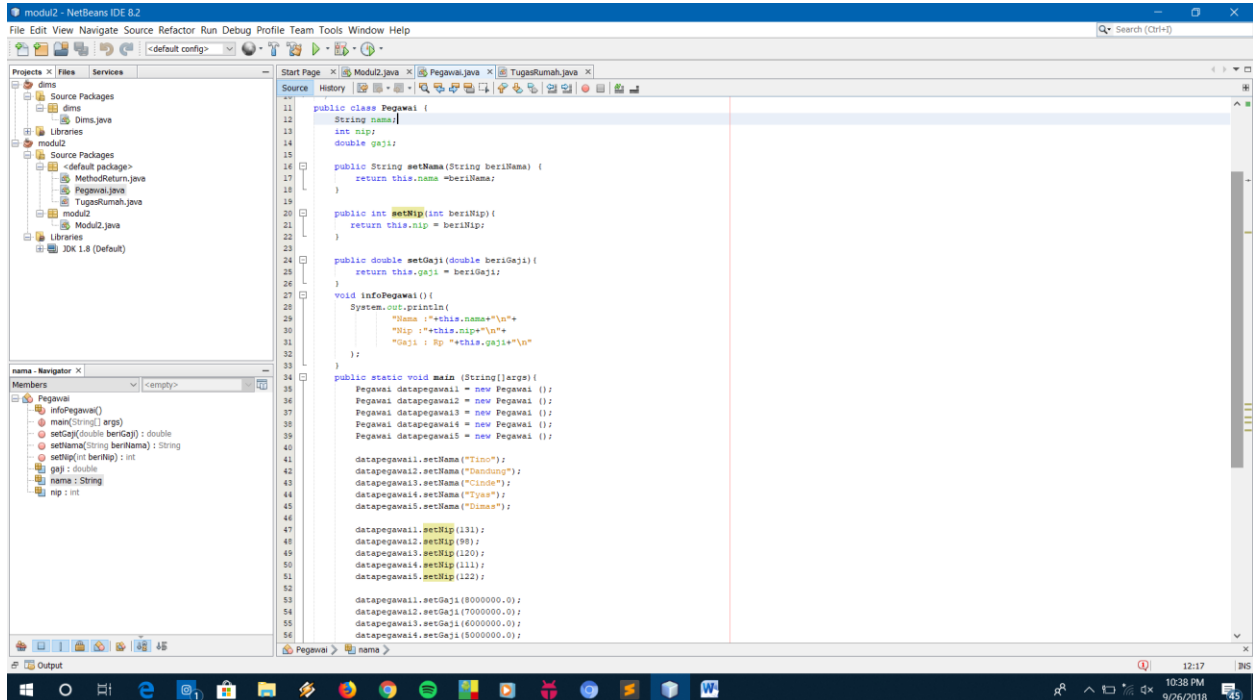 modul2 - NetBeans IDE 8.2
File Edit View Navigate Source Refactor Run Debug Profile Team Tools Window Help
Search (Ctrl+I)
<default config>
Projects Files Services
dims
Source Packages
dims
Dims.java
Libraries
modul2
Source Packages
<default package>
MethodReturn.java
Pegawai.java
TugasRumah.java
modul2
Modul2.java
Libraries
JDK 1.8 (Default)
nama - Navigator
Members <empty>
Pegawai
infoPegawai()
main(String[] args)
setGaji(double beriGaji) : double
setNama(String beriNama) : String
setNip(int beriNip) : int
gaji : double
nama : String
nip : int
Start Page Modul2.java Pegawai.java TugasRumah.java
Source History
11 public class Pegawai {
12 String nama;
13 int nip;
14 double gaji;
15
16 public String setNama(String beriNama) {
17 return this.nama =beriNama;
18 }
19
20 public int setNip(int beriNip){
21 return this.nip = beriNip;
22 }
23
24 public double setGaji(double beriGaji){
25 return this.gaji = beriGaji;
26 }
27 void infoPegawai(){
28 System.out.println(
29 "Nama :"+this.nama+"\n"+
30 "Nip :"+this.nip+"\n"+
31 "Gaji : Rp "+this.gaji+"\n"
32 );
33 }
34 public static void main (String[]args){
35 Pegawai datapegawai1 = new Pegawai ();
36 Pegawai datapegawai2 = new Pegawai ();
37 Pegawai datapegawai3 = new Pegawai ();
38 Pegawai datapegawai4 = new Pegawai ();
39 Pegawai datapegawai5 = new Pegawai ();
40
41 datapegawai1.setNama("Tino");
42 datapegawai2.setNama("Dandung");
43 datapegawai3.setNama("Cinde");
44 datapegawai4.setNama("Tyas");
45 datapegawai5.setNama("Dimas");
46
47 datapegawai1.setNip(131);
48 datapegawai2.setNip(98);
49 datapegawai3.setNip(120);
50 datapegawai4.setNip(111);
51 datapegawai5.setNip(122);
52
53 datapegawai1.setGaji(8000000.0);
54 datapegawai2.setGaji(7000000.0);
55 datapegawai3.setGaji(6000000.0);
56 datapegawai4.setGaji(5000000.0);
Pegawai nama
Output
12:17 INS
10:38 PM
9/26/2018
45